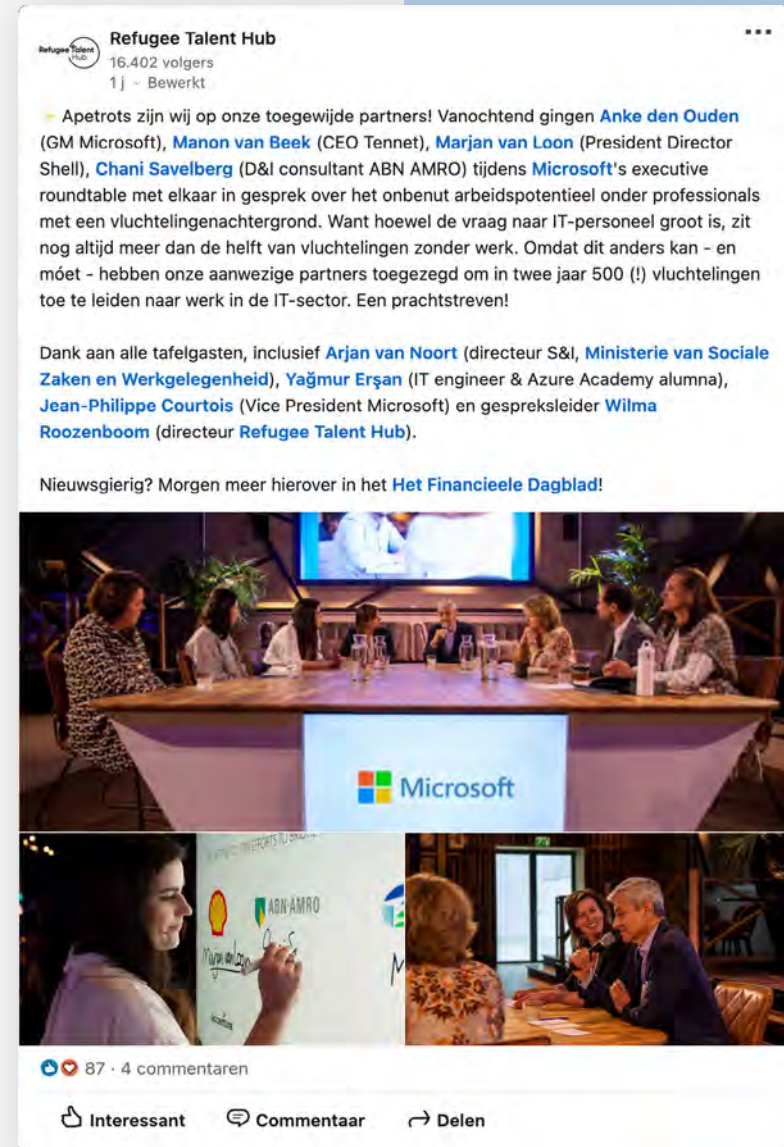 Refugee Talent Hub
Refugee Talent
Hub
16.402 volgers
1 j · Bewerkt
Apetrots zijn wij op onze toegewijde partners! Vanochtend gingen Anke den Ouden
(GM Microsoft), Manon van Beek (CEO Tennet), Marjan van Loon (President Director
Shell), Chani Savelberg (D&I consultant ABN AMRO) tijdens Microsoft's executive
roundtable met elkaar in gesprek over het onbenut arbeidspotentieel onder professionals
met een vluchtelingenachtergrond. Want hoewel de vraag naar IT-personeel groot is, zit
nog altijd meer dan de helft van vluchtelingen zonder werk. Omdat dit anders kan - en
móet - hebben onze aanwezige partners toegezegd om in twee jaar 500 (!) vluchtelingen
toe te leiden naar werk in de IT-sector. Een prachtstreven!
Dank aan alle tafelgasten, inclusief Arjan van Noort (directeur S&I, Ministerie van Sociale
Zaken en Werkgelegenheid), Yağmur Erşan (IT engineer & Azure Academy alumna),
Jean-Philippe Courtois (Vice President Microsoft) en gespreksleider Wilma
Roozenboom (directeur Refugee Talent Hub).
Nieuwsgierig? Morgen meer hierover in het Het Financieele Dagblad!
Microsoft
ABN·AMRO
Marjan van Loon
87 · 4 commentaren
Interessant Commentaar Delen